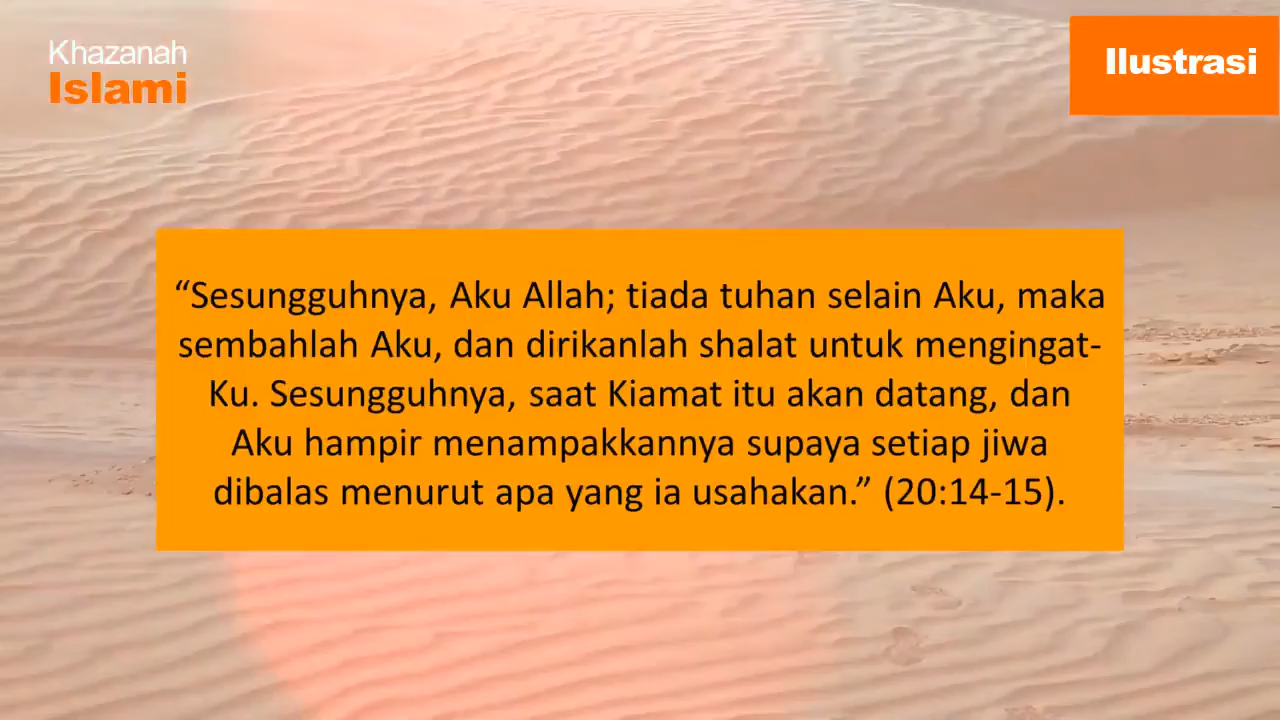 Khazanah
Islami
Ilustrasi
“Sesungguhnya, Aku Allah; tiada tuhan selain Aku, maka
sembahlah Aku, dan dirikanlah shalat untuk mengingat-
Ku. Sesungguhnya, saat Kiamat itu akan datang, dan
Aku hampir menampakkannya supaya setiap jiwa
dibalas menurut apa yang ia usahakan.” (20:14-15).